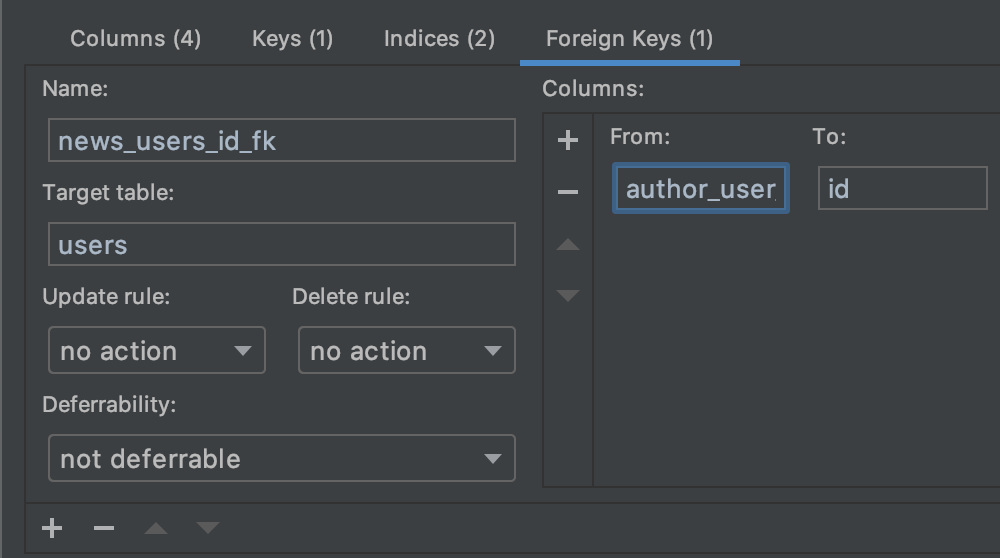 Columns (4) Keys (1) Indices (2) Foreign Keys (1)
Name:
news_users_id_fk
Target table:
users
Update rule: Delete rule:
no action no action
Deferrability:
not deferrable
Columns:
From: To:
author_user id